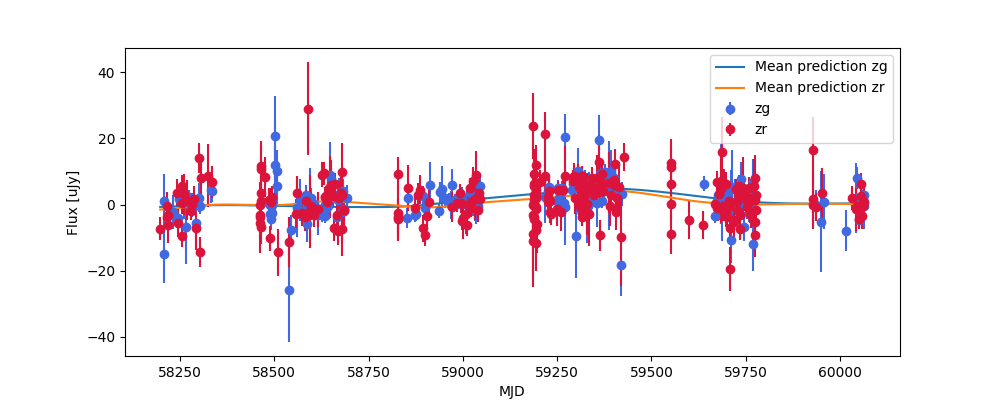 40
20
0
−20
−40
Flux [uJy]
58250
58500
58750
59000
59250
59500
59750
60000
MJD
Mean prediction zg
Mean prediction zr
zg
zr